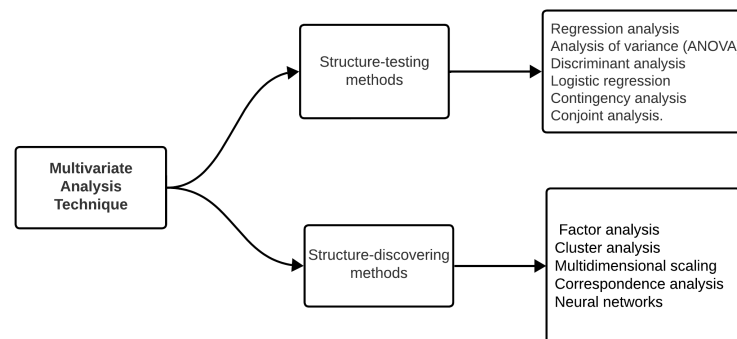 Multivariate
Analysis
Technique
Structure-testing
methods
Regression analysis
Analysis of variance (ANOVA
Discriminant analysis
Logistic regression
Contingency analysis
Conjoint analysis.
Structure-discovering
methods
Factor analysis
Cluster analysis
Multidimensional scaling
Correspondence analysis
Neural networks